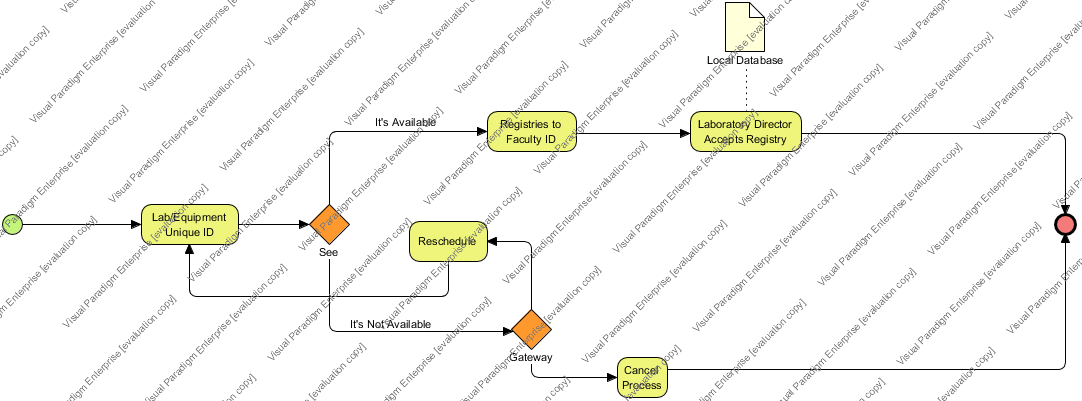 Local Database
It's Available
Registries to
Faculty ID
Laboratory Director
Accepts Registry
Lab/Equipment
Unique ID
See
Reschedule
It's Not Available
Gateway
Cancel
Process
Visual Paradigm Enterprise [evaluation copy]